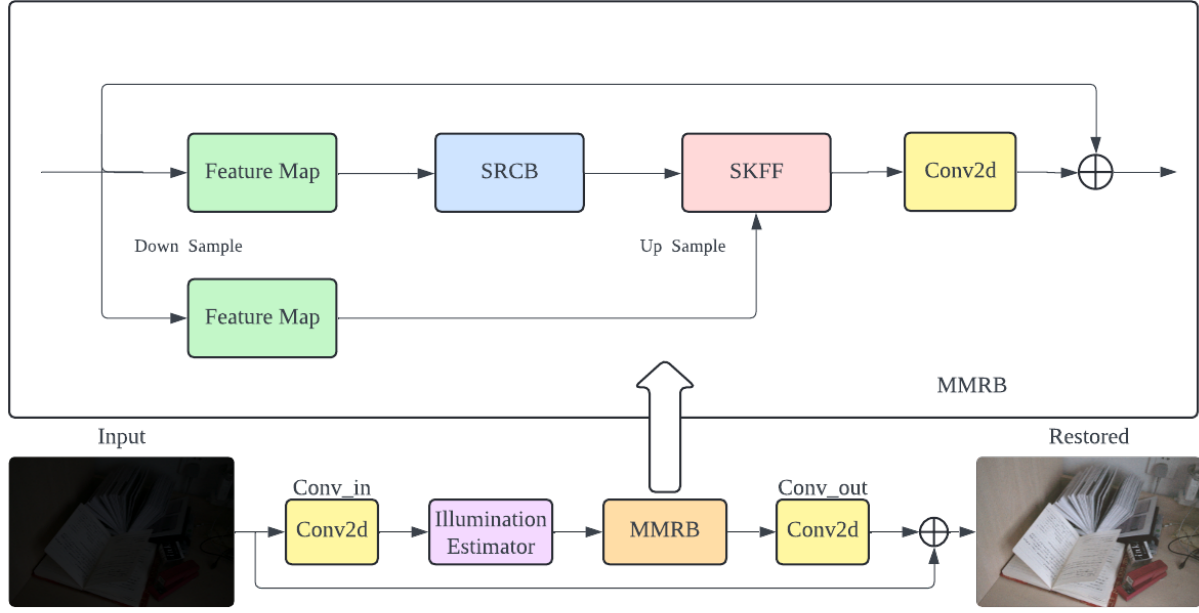 Feature Map
SRCB
SKFF
Conv2d
Down Sample
Up Sample
Feature Map
MMRB
Input
Restored
Conv_in
Conv_out
Conv2d
Illumination
Estimator
MMRB
Conv2d